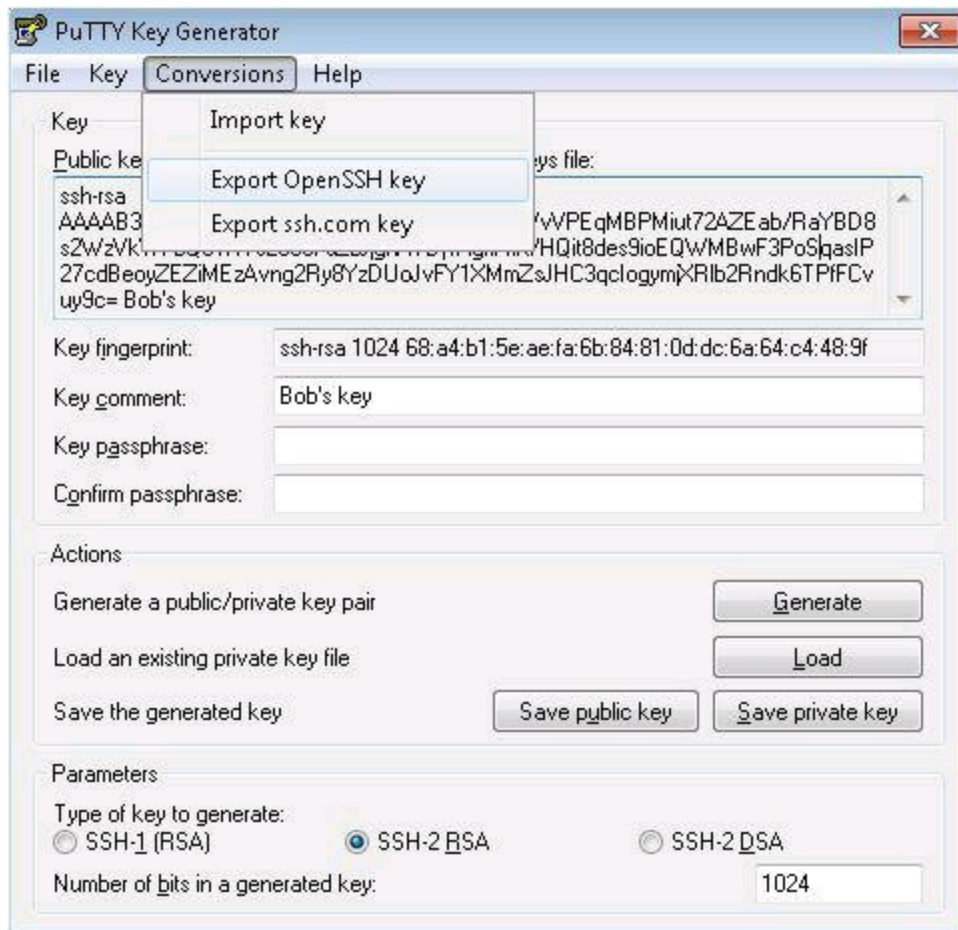 PuTTY Key Generator
File Key Conversions Help
Key
Import key
Public ke
ys file:
Export OpenSSH key
Export ssh.com key
ssh-rsa
AAAAB3 /vVPEqMBPMiut72AZEab/RaYBD8
/HQit8des9ioEQWMBwF3PoSqasIP
27cdBeoyZEZiMEzAvng2Ry8YzDUoJvFY1XMmZsJHC3qclogymjXRlb2Rndk6TPfFCv
uy9c= Bob's key
Key fingerprint: ssh-rsa 1024 68:a4:b1:5e:ae:fa:6b:84:81:0d:dc:6a:64:c4:48:9f
Key comment: Bob's key
Key passphrase:
Confirm passphrase:
Actions
Generate a public/private key pair Generate
Load an existing private key file Load
Save the generated key Save public key Save private key
Parameters
Type of key to generate:
SSH-1 (RSA) SSH-2 RSA SSH-2 DSA
Number of bits in a generated key: 1024